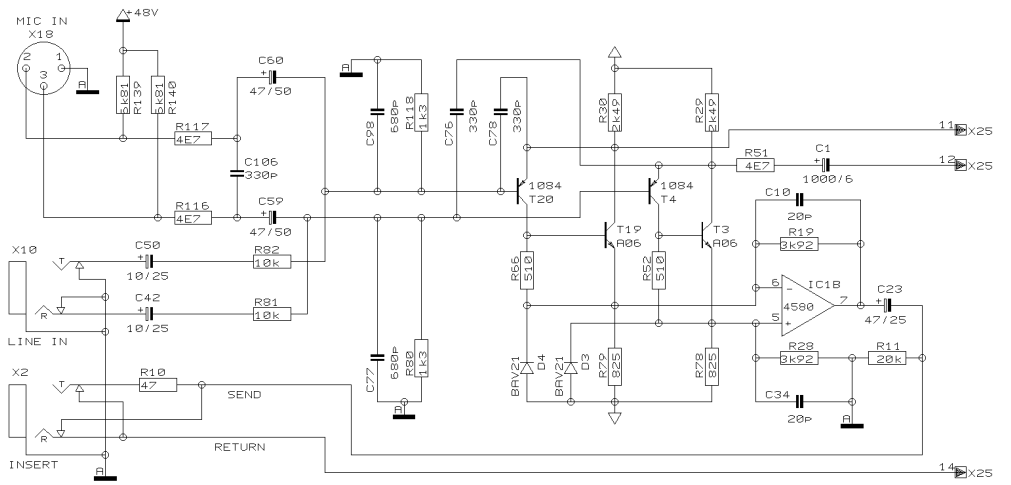 MIC IN
X18
2
1
3
A
+48V
6k81
R139
6k81
R140
C60
+
47/50
R117
4E7
C106
330p
R116
4E7
C59
+
47/50
A
C98
680p
R118
1k3
C76
330p
C78
330p
R30
2k49
R29
2k49
11
X25
12
X25
R51
4E7
C1
+
1000/6
1084
T20
1084
T4
C10
20p
R19
3k92
T19
A06
T3
A06
X10
T
R
LINE IN
C50
+
10/25
R82
10k
C42
+
10/25
R81
10k
R66
510
R52
510
IC1B
6
-
4580
7
5
+
C23
+
47/25
R28
3k92
R11
20k
C34
20p
A
C77
680p
R80
1k3
A
BAV21
D4
BAV21
D3
R79
825
R78
825
X2
T
R
INSERT
R10
47
SEND
RETURN
A
14
X25